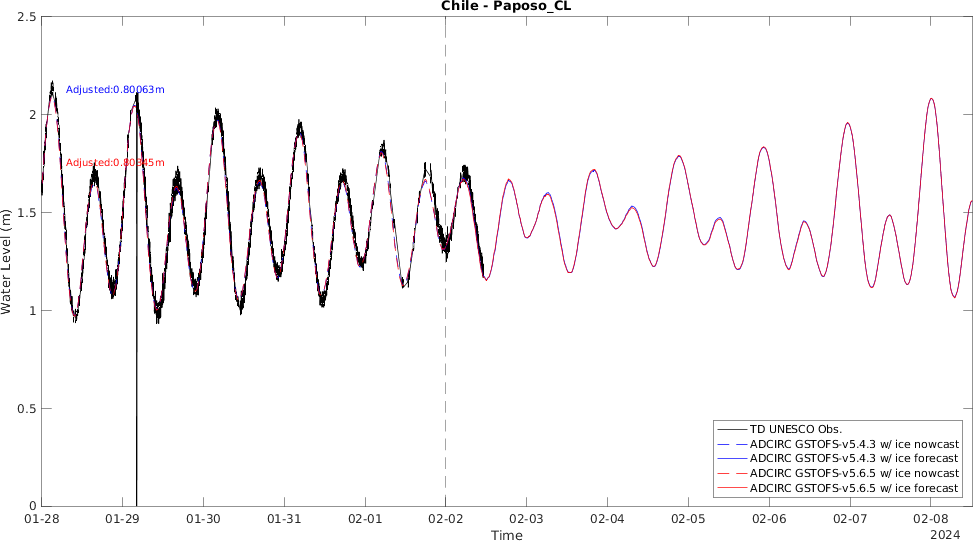 Chile - Paposo_CL
2.5
2
1.5
1
0.5
0
Water Level (m)
Adjusted:0.80063m
Adjusted:0.80345m
TD UNESCO Obs.
ADCIRC GSTOFS-v5.4.3 w/ ice nowcast
ADCIRC GSTOFS-v5.4.3 w/ ice forecast
ADCIRC GSTOFS-v5.6.5 w/ ice nowcast
ADCIRC GSTOFS-v5.6.5 w/ ice forecast
01-28 01-29 01-30 01-31 02-01 02-02 02-03 02-04 02-05 02-06 02-07 02-08
Time
2024